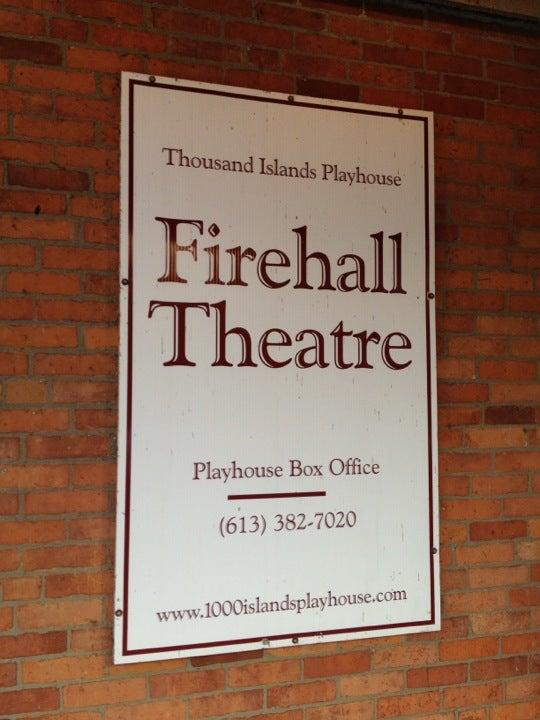 Thousand Islands Playhouse
Firehall
Theatre
Playhouse Box Office
(613) 382-7020
www.1000islandsplayhouse.com